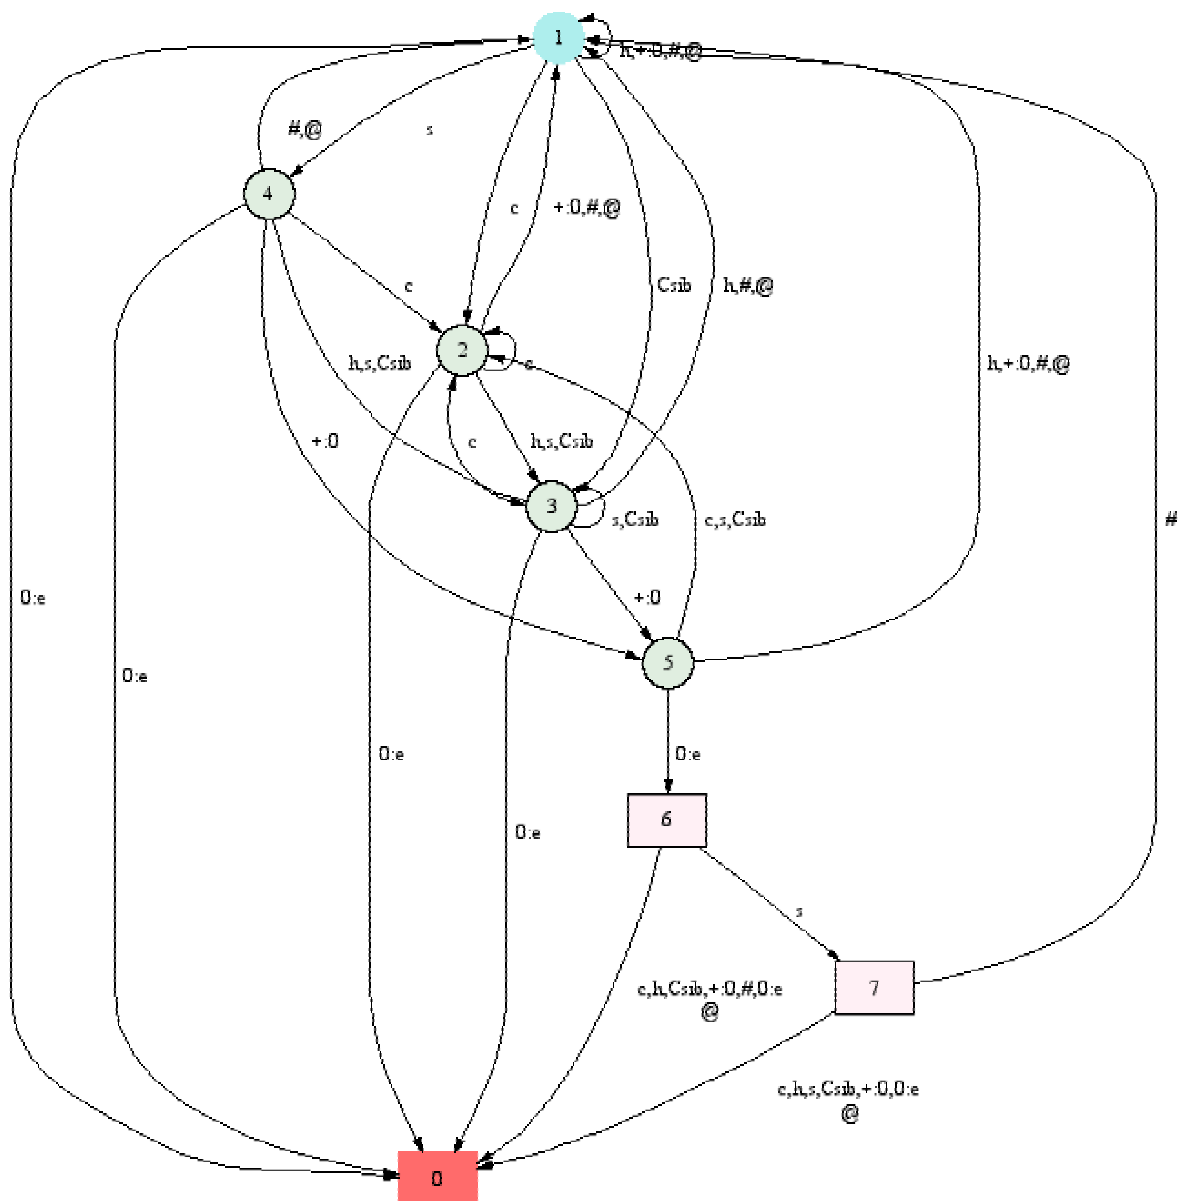 1
h,+:0,#,@
#,@
s
4
c
+:0,#,@
c
Csib
h,#,@
2
c
h,s,Csib
h,+:0,#,@
+:0
c
h,s,Csib
3
s,Csib
c,s,Csib
#
0:e
+:0
5
0:e
0:e
0:e
6
0:e
s
c,h,Csib,+:0,#,0:e
@
7
c,h,s,Csib,+:0,0:e
@
0